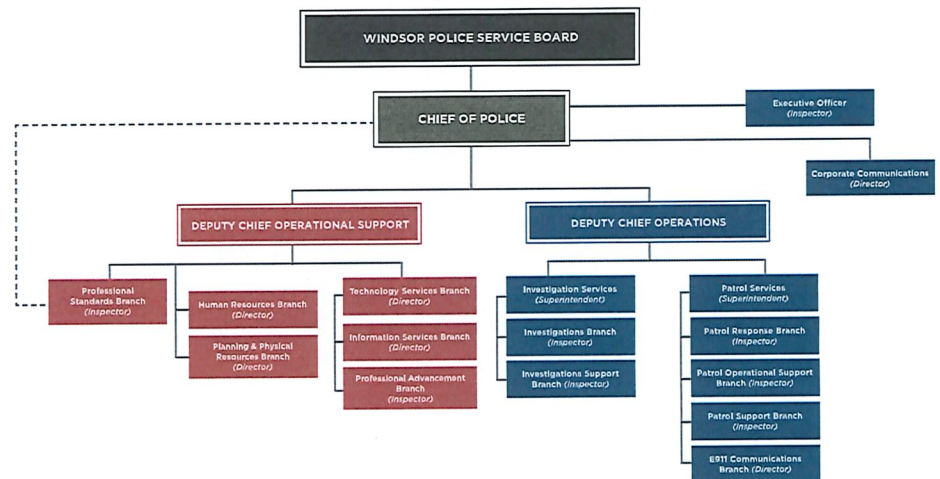 WINDSOR POLICE SERVICE BOARD
CHIEF OF POLICE
Executive Officer
(Inspector)
Corporate Communications
(Director)
DEPUTY CHIEF OPERATIONAL SUPPORT
DEPUTY CHIEF OPERATIONS
Professional
Standards Branch
(Inspector)
Human Resources Branch
(Director)
Planning & Physical
Resources Branch
(Director)
Technology Services Branch
(Director)
Information Services Branch
(Director)
Professional Advancement
Branch
(Inspector)
Investigation Services
(Superintendent)
Investigations Branch
(Inspector)
Investigations Support
Branch (Inspector)
Patrol Services
(Superintendent)
Patrol Response Branch
(Inspector)
Patrol Operational Support
Branch (Inspector)
Patrol Support Branch
(Inspector)
E911 Communications
Branch (Director)